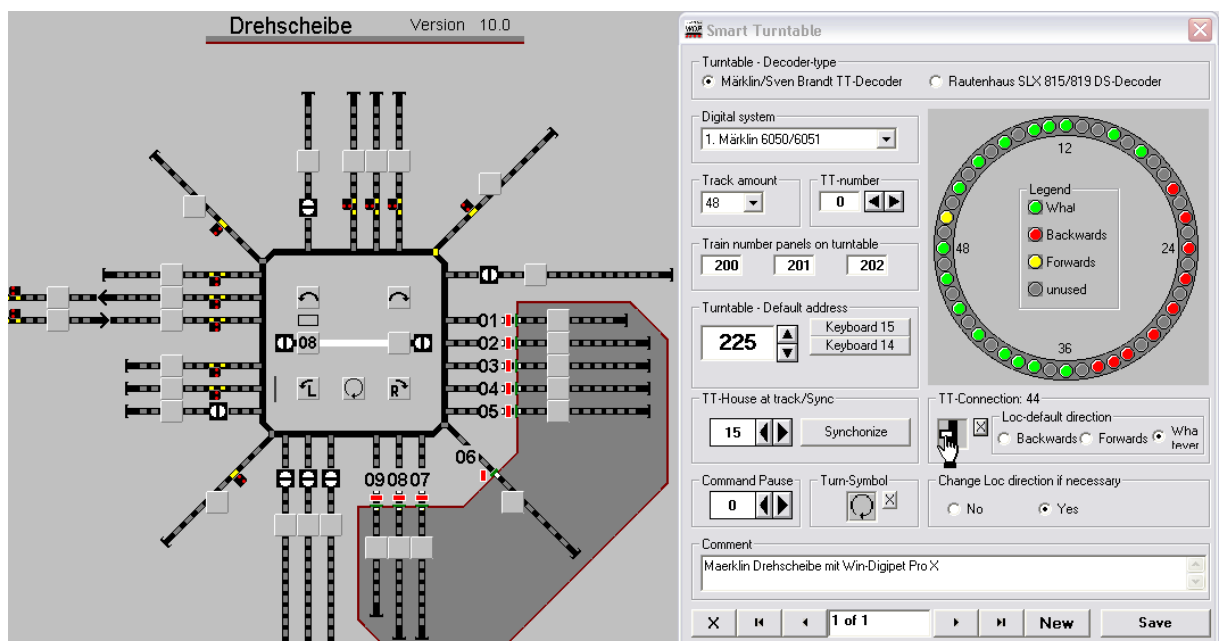 Drehscheibe Version 10.0
01
02
08
03
04
05
06
09 08 07
L
R
WDP Smart Turntable
Turntable - Decoder-type
Märklin/Sven Brandt TT-Decoder
Rautenhaus SLX 815/819 DS-Decoder
Digital system
1. Märklin 6050/6051
Track amount
48
TT-number
0
Train number panels on turntable
200 201 202
Turntable - Default address
225
Keyboard 15
Keyboard 14
TT-House at track/Sync
15
Synchonize
Command Pause
0
Turn-Symbol
X
12
24
36
48
Legend
What
Backwards
Forwards
unused
TT-Connection: 44
X
Loc-default direction
Backwards Forwards Wha
tever
Change Loc direction if necessary
No Yes
Comment
Maerklin Drehscheibe mit Win-Digipet Pro X
X 1 of 1 New Save